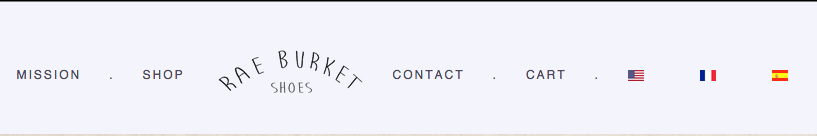 MISSION . SHOP RAE BURKET CONTACT . CART .
SHOES